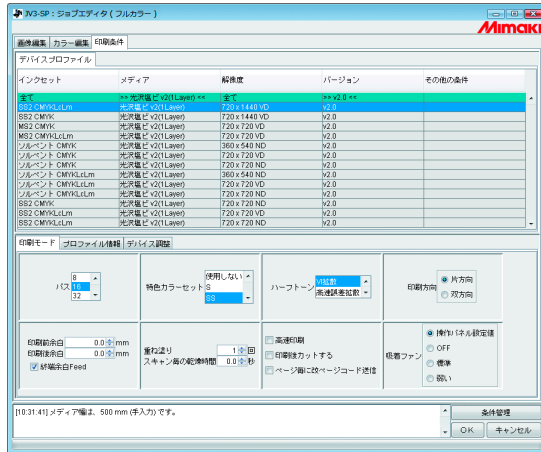 JV3-SP：ジョブエディタ ( フルカラー )
Mimaki
画像編集 カラー編集 印刷条件
デバイスプロファイル
インクセット メディア 解像度 バージョン その他の条件
全て >> 光沢塩ビ v2(1Layer) << 全て >> v2.0 <<
SS2 CMYKLcLm 光沢塩ビ v2(1Layer) 720 x 1440 VD v2.0
SS2 CMYK 光沢塩ビ v2(1Layer) 720 x 1440 VD v2.0
MS2 CMYK 光沢塩ビ v2(1Layer) 720 x 720 VD v2.0
MS2 CMYKLcLm 光沢塩ビ v2(1Layer) 720 x 720 VD v2.0
ソルベント CMYK 光沢塩ビ v2(1Layer) 360 x 540 ND v2.0
ソルベント CMYK 光沢塩ビ v2(1Layer) 720 x 720 VD v2.0
ソルベント CMYK 光沢塩ビ v2(1Layer) 720 x 720 ND v2.0
ソルベント CMYKLcLm 光沢塩ビ v2(1Layer) 360 x 540 ND v2.0
ソルベント CMYKLcLm 光沢塩ビ v2(1Layer) 720 x 720 VD v2.0
ソルベント CMYKLcLm 光沢塩ビ v2(1Layer) 720 x 720 ND v2.0
SS2 CMYK 光沢塩ビ v2(1Layer) 720 x 720 VD v2.0
SS2 CMYKLcLm 光沢塩ビ v2(1Layer) 720 x 720 VD v2.0
SS2 CMYK 光沢塩ビ v2(1Layer) 720 x 720 ND v2.0
印刷モード プロファイル情報 デバイス調整
パス 8 16 32
特色カラーセット 使用しない S SS
ハーフトーン VI拡散 高速誤差拡散
印刷方向 片方向 双方向
印刷前余白 0.0 mm
印刷後余白 0.0 mm
終端余白Feed
重ね塗り 1 回
スキャン毎の乾燥時間 0.0 秒
高速印刷
印刷後カットする
ページ毎に改ページコード送信
吸着ファン 操作パネル設定値
OFF
標準
弱い
[10:31:41] メディア幅は、500 mm (手入力) です。
条件管理
OK キャンセル